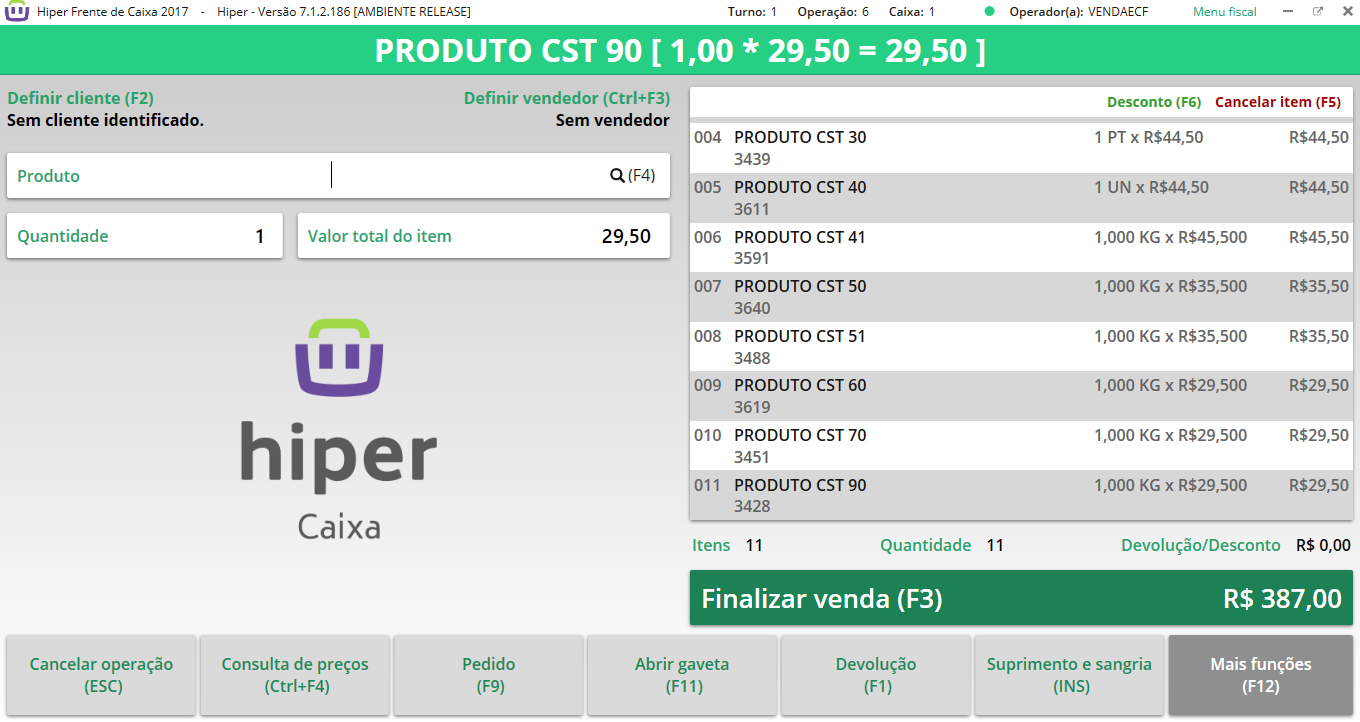 Hiper Frente de Caixa 2017 - Hiper - Versão 7.1.2.186 [AMBIENTE RELEASE] Turno: 1 Operação: 6 Caixa: 1 Operador(a): VENDAECF Menu fiscal
PRODUTO CST 90 [ 1,00 * 29,50 = 29,50 ]
Definir cliente (F2) Definir vendedor (Ctrl+F3)
Sem cliente identificado. Sem vendedor
Produto (F4)
Quantidade 1 Valor total do item 29,50
hiper
Caixa
Desconto (F6) Cancelar item (F5)
004 PRODUTO CST 30 1 PT x R$44,50 R$44,50
3439
005 PRODUTO CST 40 1 UN x R$44,50 R$44,50
3611
006 PRODUTO CST 41 1,000 KG x R$45,500 R$45,50
3591
007 PRODUTO CST 50 1,000 KG x R$35,500 R$35,50
3640
008 PRODUTO CST 51 1,000 KG x R$35,500 R$35,50
3488
009 PRODUTO CST 60 1,000 KG x R$29,500 R$29,50
3619
010 PRODUTO CST 70 1,000 KG x R$29,500 R$29,50
3451
011 PRODUTO CST 90 1,000 KG x R$29,500 R$29,50
3428
Itens 11 Quantidade 11 Devolução/Desconto R$ 0,00
Finalizar venda (F3) R$ 387,00
Cancelar operação Consulta de preços Pedido Abrir gaveta Devolução Suprimento e sangria Mais funções
(ESC) (Ctrl+F4) (F9) (F11) (F1) (INS) (F12)